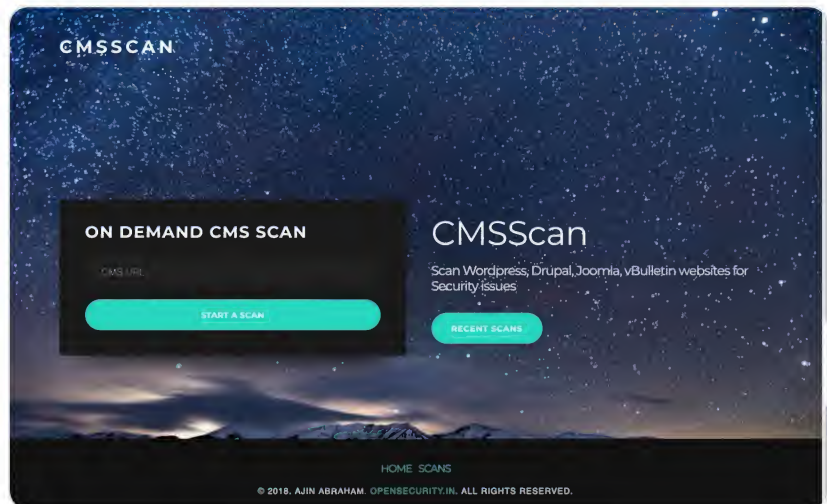 CMSSCAN
ON DEMAND CMS SCAN
CMS URL
START A SCAN
CMSScan
Scan Wordpress, Drupal, Joomla, vBulletin websites for
Security issues
RECENT SCANS
HOME SCANS
© 2018. AJIN ABRAHAM. OPENSECURITY.IN. ALL RIGHTS RESERVED.